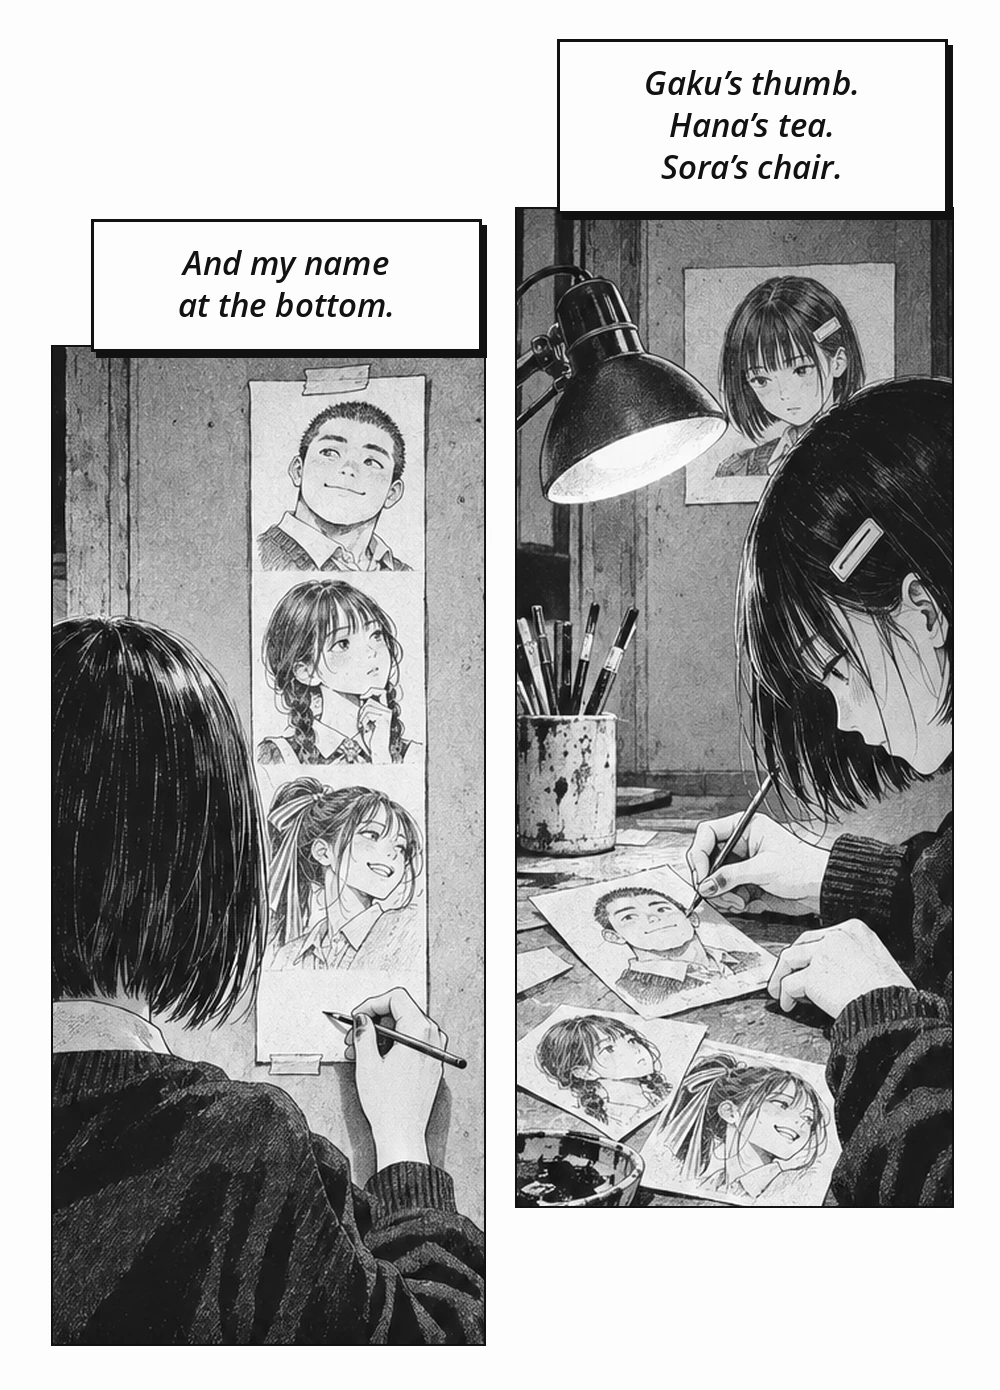 Gaku’s thumb.
Hana’s tea.
Sora’s chair.
And my name
at the bottom.